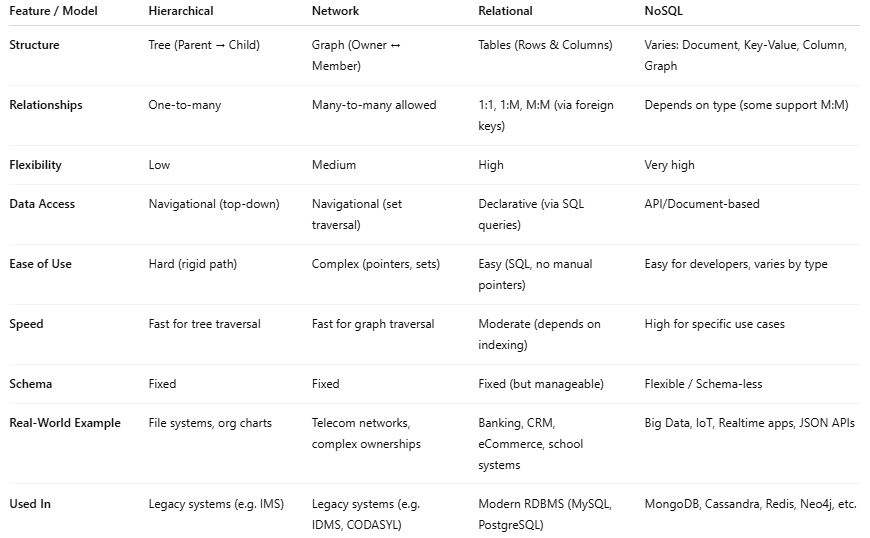 Feature / Model Hierarchical Network Relational NoSQL
Structure Tree (Parent → Child) Graph (Owner ↔ Tables (Rows & Columns) Varies: Document, Key-Value, Column,
Member) Graph
Relationships One-to-many Many-to-many allowed 1:1, 1:M, M:M (via foreign Depends on type (some support M:M)
keys)
Flexibility Low Medium High Very high
Data Access Navigational (top-down) Navigational (set Declarative (via SQL API/Document-based
traversal) queries)
Ease of Use Hard (rigid path) Complex (pointers, sets) Easy (SQL, no manual Easy for developers, varies by type
pointers)
Speed Fast for tree traversal Fast for graph traversal Moderate (depends on High for specific use cases
indexing)
Schema Fixed Fixed Fixed (but manageable) Flexible / Schema-less
Real-World Example File systems, org charts Telecom networks, Banking, CRM, Big Data, IoT, Realtime apps, JSON APIs
complex ownerships eCommerce, school
systems
Used In Legacy systems (e.g. IMS) Legacy systems (e.g. Modern RDBMS (MySQL, MongoDB, Cassandra, Redis, Neo4j, etc.
IDMS, CODASYL) PostgreSQL)